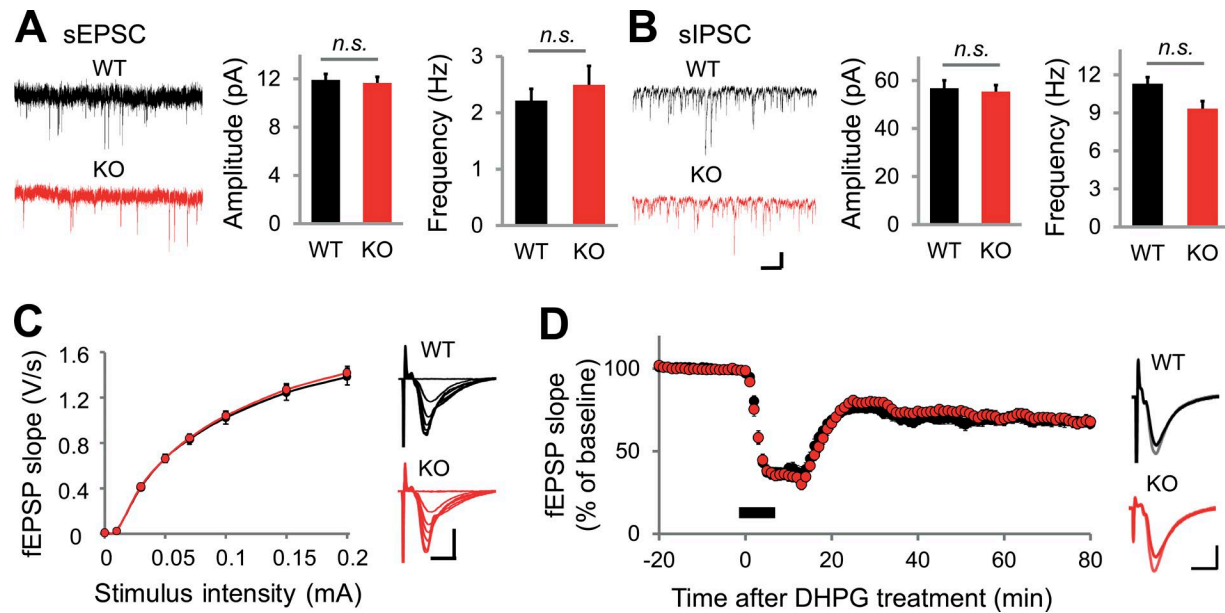 A sEPSC
WT
KO
Amplitude (pA)
12
8
4
0
n.s.
WT KO
Frequency (Hz)
3
2
1
0
n.s.
WT KO
B sIPSC
WT
KO
Amplitude (pA)
60
40
20
0
n.s.
WT KO
Frequency (Hz)
12
9
6
3
0
n.s.
WT KO
C
fEPSP slope (V/s)
1.6
1.2
0.8
0.4
0
0 0.05 0.1 0.15 0.2
Stimulus intensity (mA)
WT
KO
D
fEPSP slope
(% of baseline)
100
50
0
-20 0 20 40 60 80
Time after DHPG treatment (min)
WT
KO